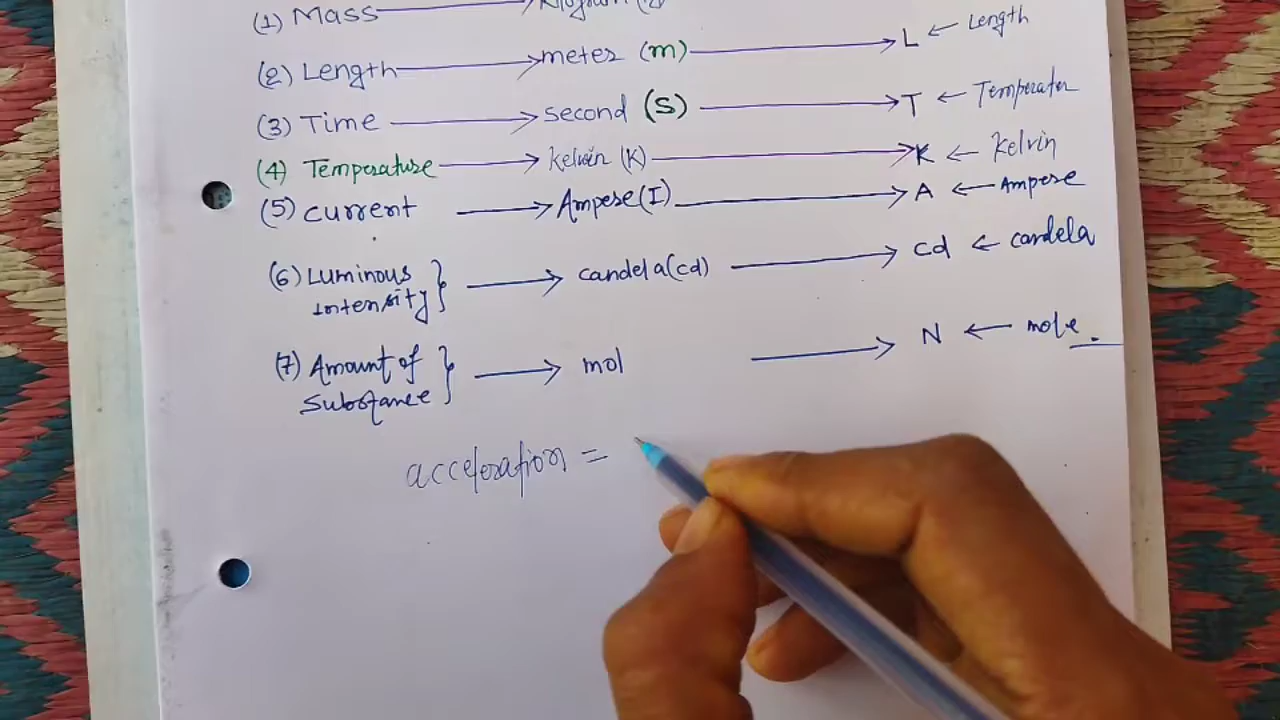 (1) Mass
L ← Length
(2) Length → meter (m) →
(3) Time → second (S) → T ← Temperater
(4) Temperature → kelvin (K) → K ← kelvin
(5) current → Ampere (I) → A ← Ampere
(6) Luminous Intensity } → candela(cd) → cd ← candela
(7) Amount of Substance } → mol → N ← mole.
acceleration =